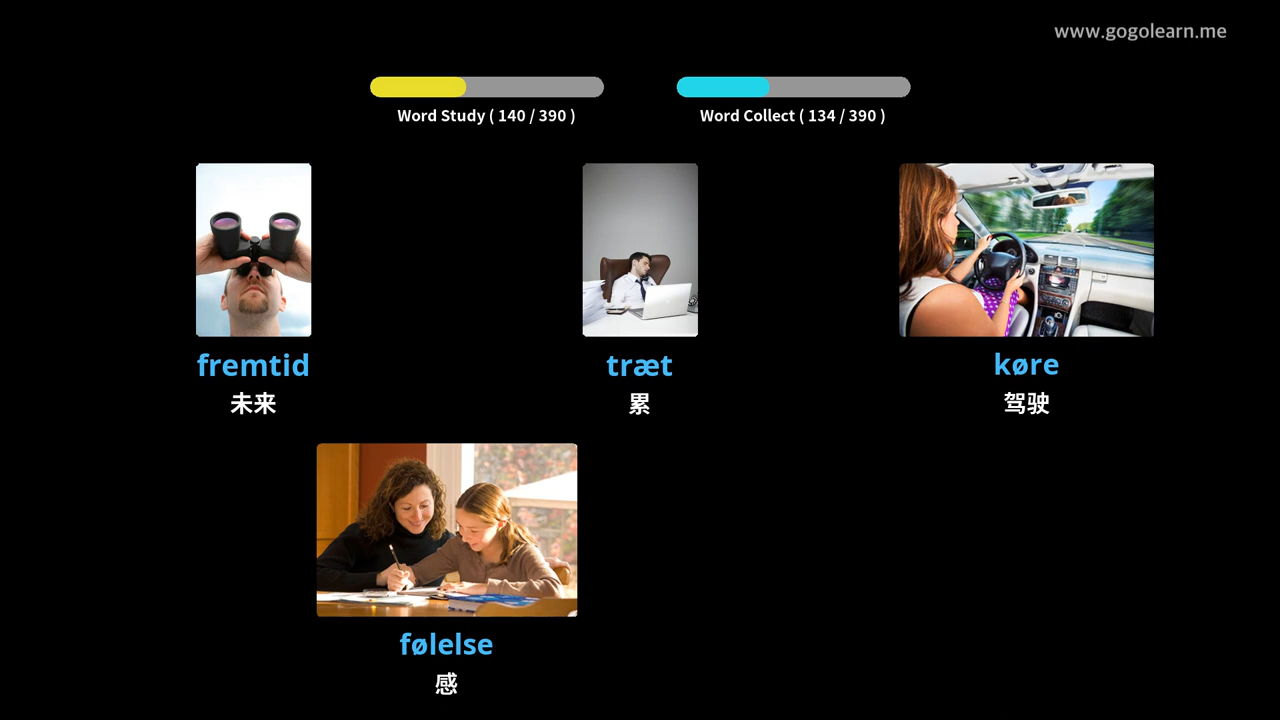 www.gogolearn.me
Word Study ( 140 / 390 )
Word Collect ( 134 / 390 )
fremtid
未来
træt
累
køre
驾驶
følelse
感